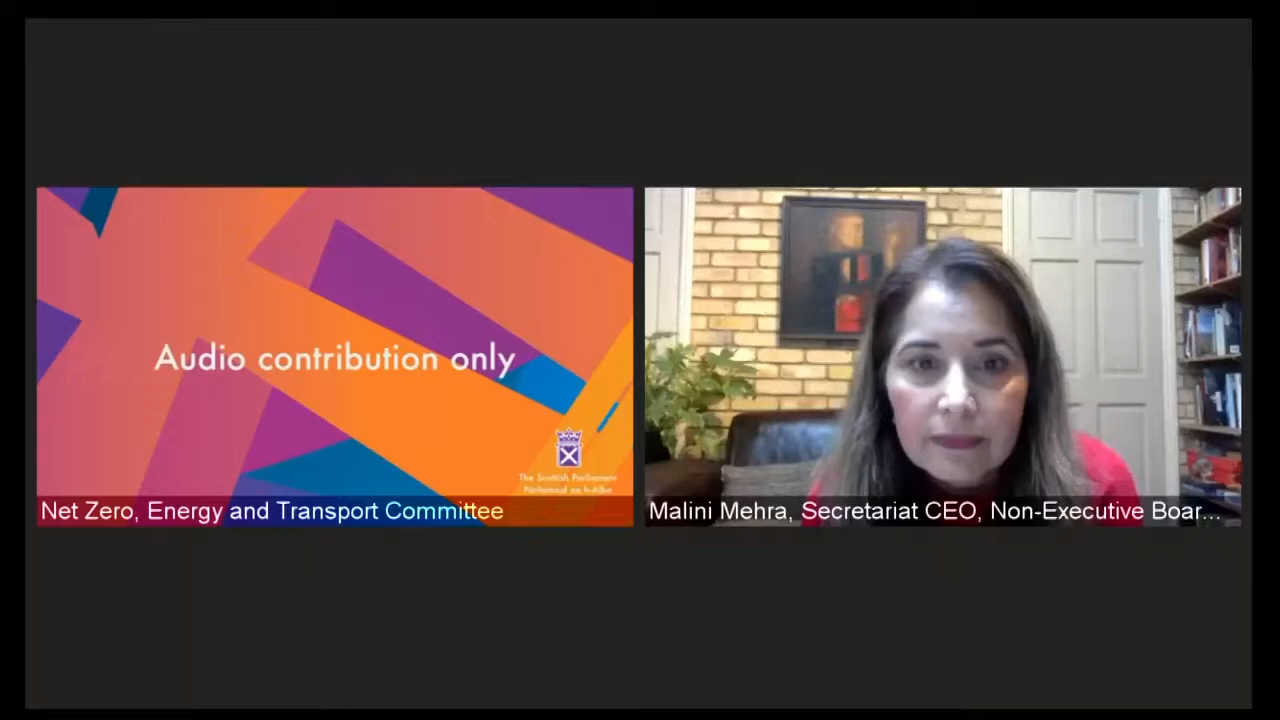 Audio contribution only
The Scottish Parliament
Pàrlamaid na h-Alba
Net Zero, Energy and Transport Committee
Malini Mehra, Secretariat CEO, Non-Executive Boar...